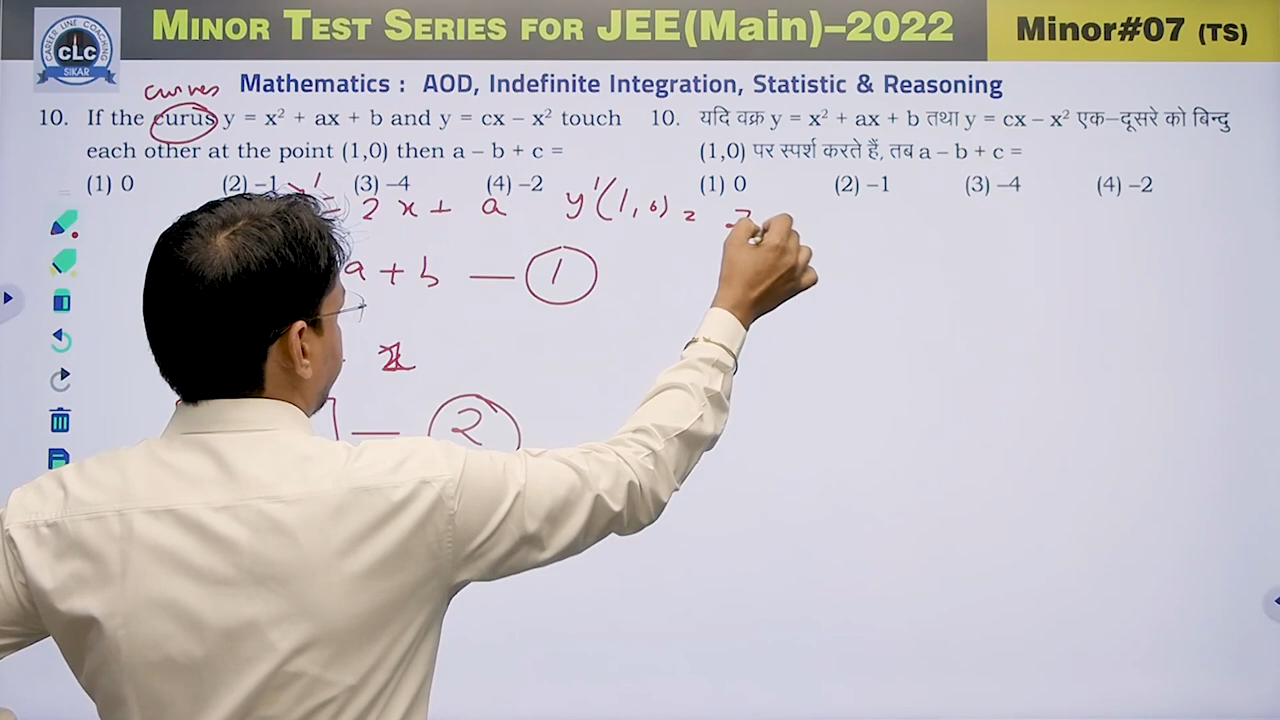 MINOR TEST SERIES FOR JEE(MAIN)–2022
Minor#07 (TS)
CAREER LINE COACHING
CLC
SIKAR
Mathematics : AOD, Indefinite Integration, Statistic & Reasoning
curves
10. If the curus y = x² + ax + b and y = cx – x² touch
each other at the point (1,0) then a – b + c =
(1) 0 (2) –1 (3) –4 (4) –2
10. यदि वक्र y = x² + ax + b तथा y = cx – x² एक–दूसरे को बिन्दु
(1,0) पर स्पर्श करते हैं, तब a – b + c =
(1) 0 (2) –1 (3) –4 (4) –2
= 2x + a y'(1,0) =
a + b — 1
— 2